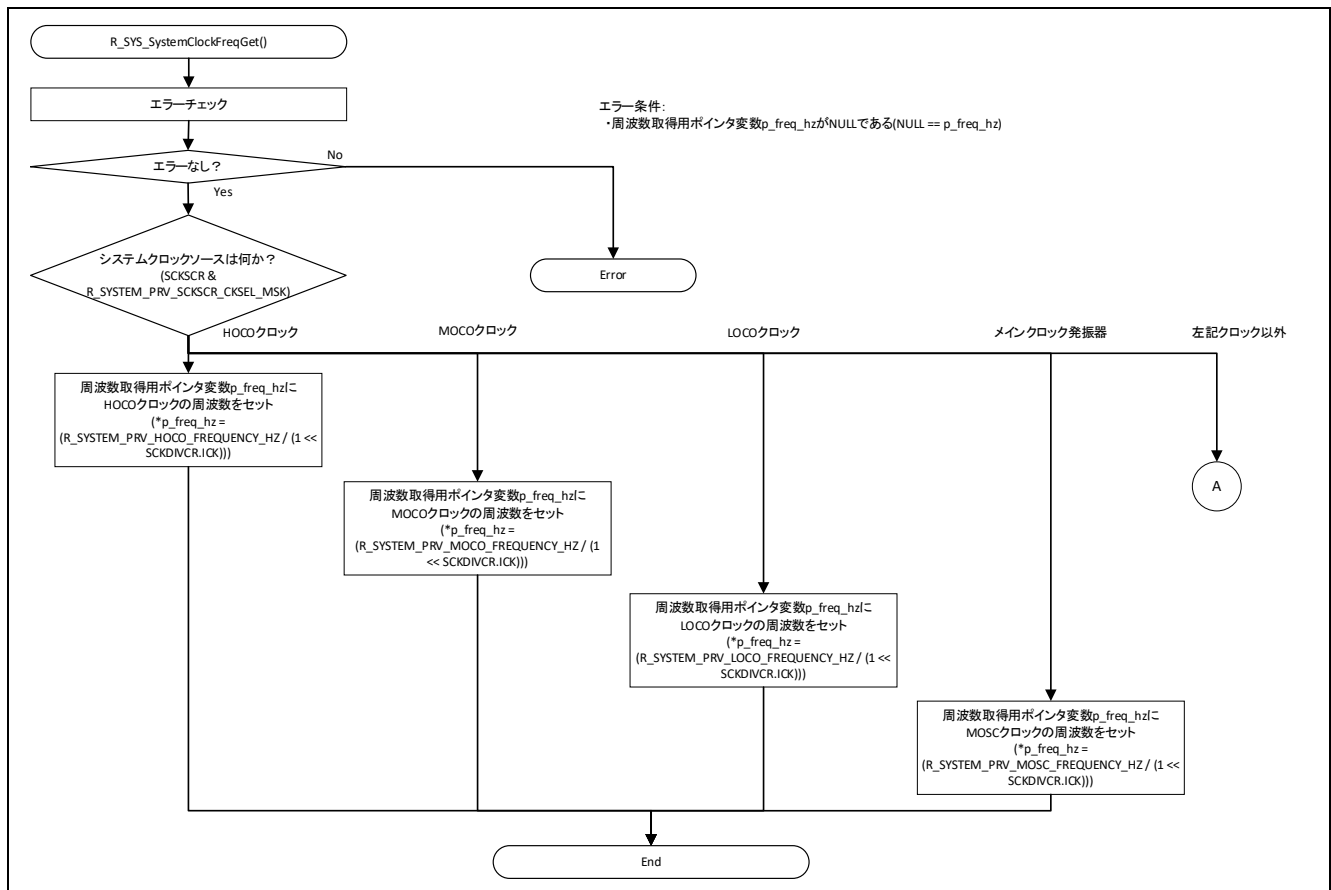 R_SYS_SystemClockFreqGet()
エラーチェック
エラー条件:
・周波数取得用ポインタ変数p_freq_hzがNULLである(NULL == p_freq_hz)
エラーなし？
No
Yes
システムクロックソースは何か？
(SCKSCR &
R_SYSTEM_PRV_SCKSCR_CKSEL_MSK)
Error
HOCOクロック
MOCOクロック
LOCOクロック
メインクロック発振器
左記クロック以外
周波数取得用ポインタ変数p_freq_hzに
HOCOクロックの周波数をセット
(*p_freq_hz =
(R_SYSTEM_PRV_HOCO_FREQUENCY_HZ / (1 <<
SCKDIVCR.ICK)))
A
周波数取得用ポインタ変数p_freq_hzに
MOCOクロックの周波数をセット
(*p_freq_hz =
(R_SYSTEM_PRV_MOCO_FREQUENCY_HZ / (1
<< SCKDIVCR.ICK)))
周波数取得用ポインタ変数p_freq_hzに
LOCOクロックの周波数をセット
(*p_freq_hz =
(R_SYSTEM_PRV_LOCO_FREQUENCY_HZ / (1 <<
SCKDIVCR.ICK)))
周波数取得用ポインタ変数p_freq_hzに
MOSCクロックの周波数をセット
(*p_freq_hz =
(R_SYSTEM_PRV_MOSC_FREQUENCY_HZ / (1 <<
SCKDIVCR.ICK)))
End